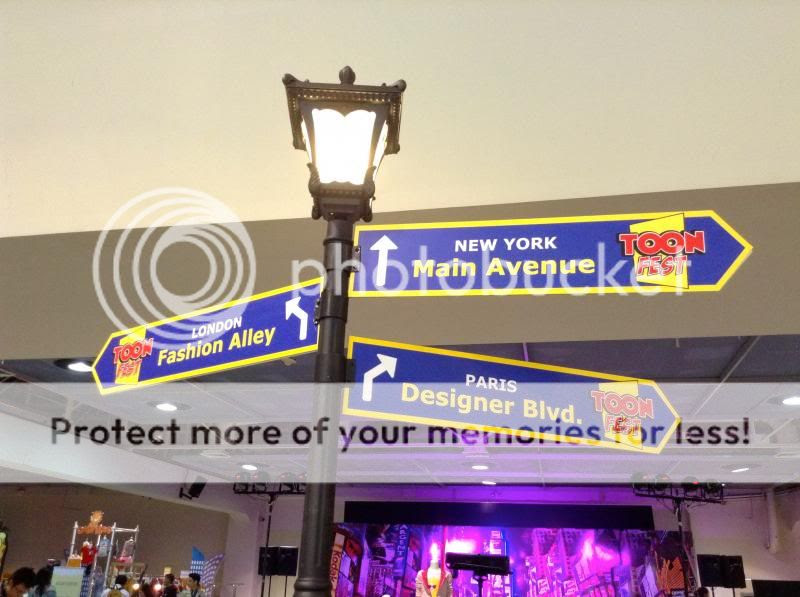 NEW YORK
Main Avenue
TOON
FEST
LONDON
Fashion Alley
TOON
FEST
PARIS
Designer Blvd.
TOON
FEST
photobucket
Protect more of your memories for less!